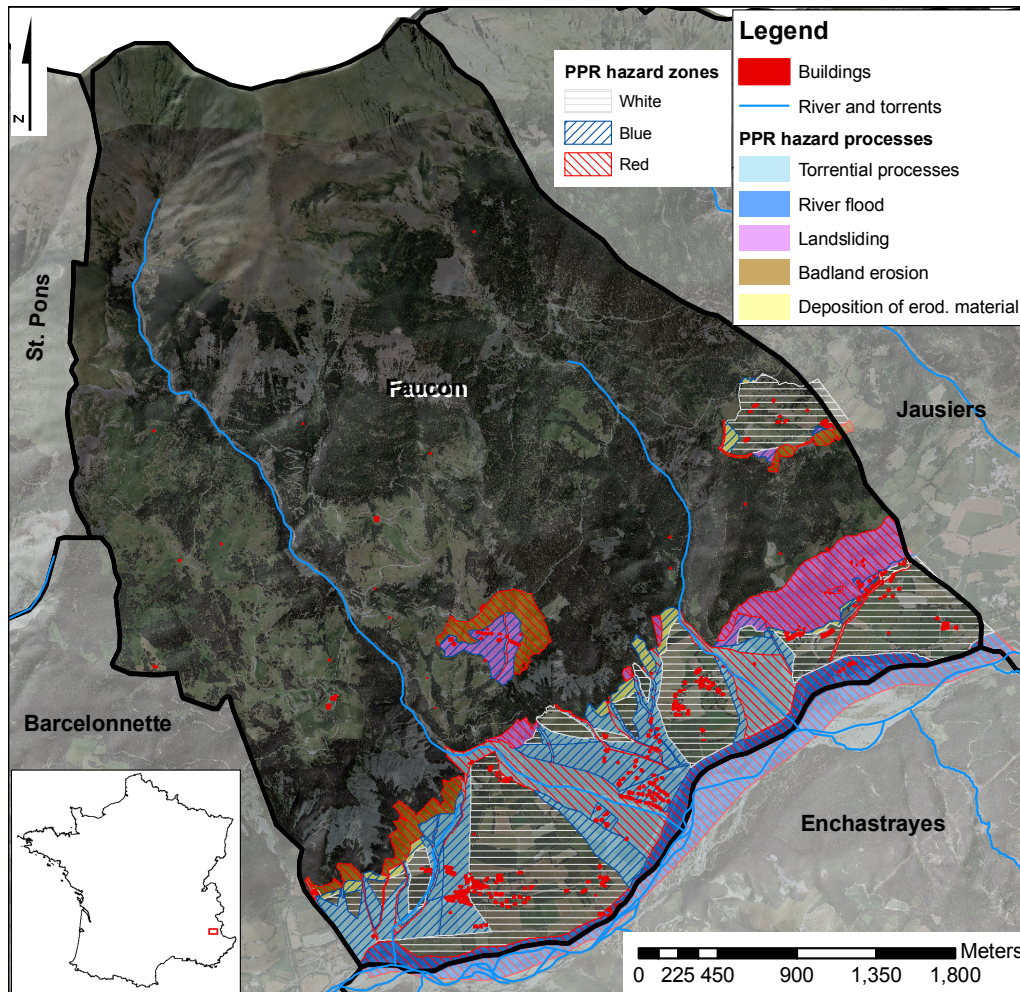 Legend
Buildings
River and torrents
PPR hazard processes
Torrential processes
River flood
Landsliding
Badland erosion
Deposition of erod. material
PPR hazard zones
White
Blue
Red
N
St. Pons
Faucon
Jausiers
Barcelonnette
Enchastrayes
Meters
0 225 450 900 1,350 1,800